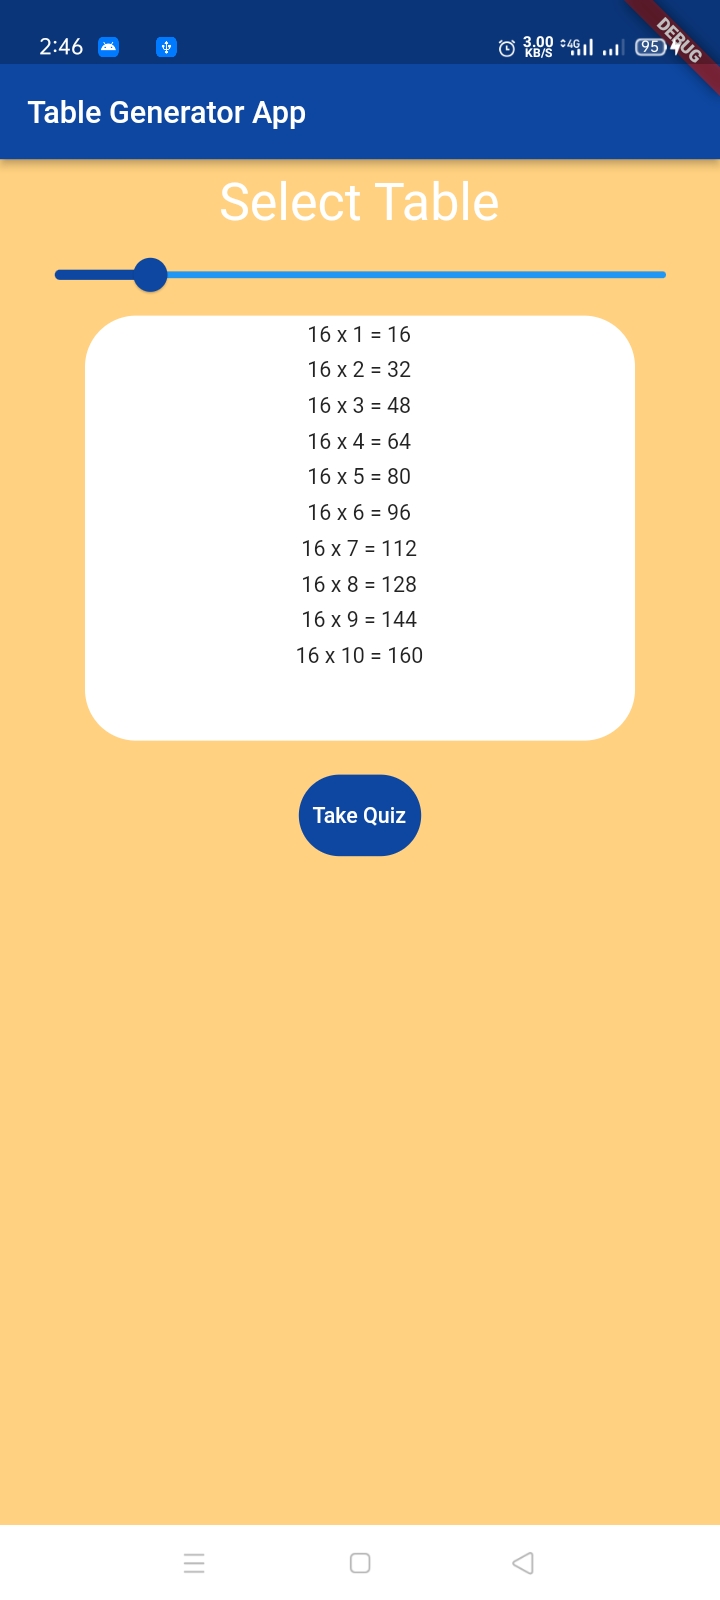 2:46
3.00
KB/S
4G
95
DEBUG
Table Generator App
Select Table
16 x 1 = 16
16 x 2 = 32
16 x 3 = 48
16 x 4 = 64
16 x 5 = 80
16 x 6 = 96
16 x 7 = 112
16 x 8 = 128
16 x 9 = 144
16 x 10 = 160
Take Quiz